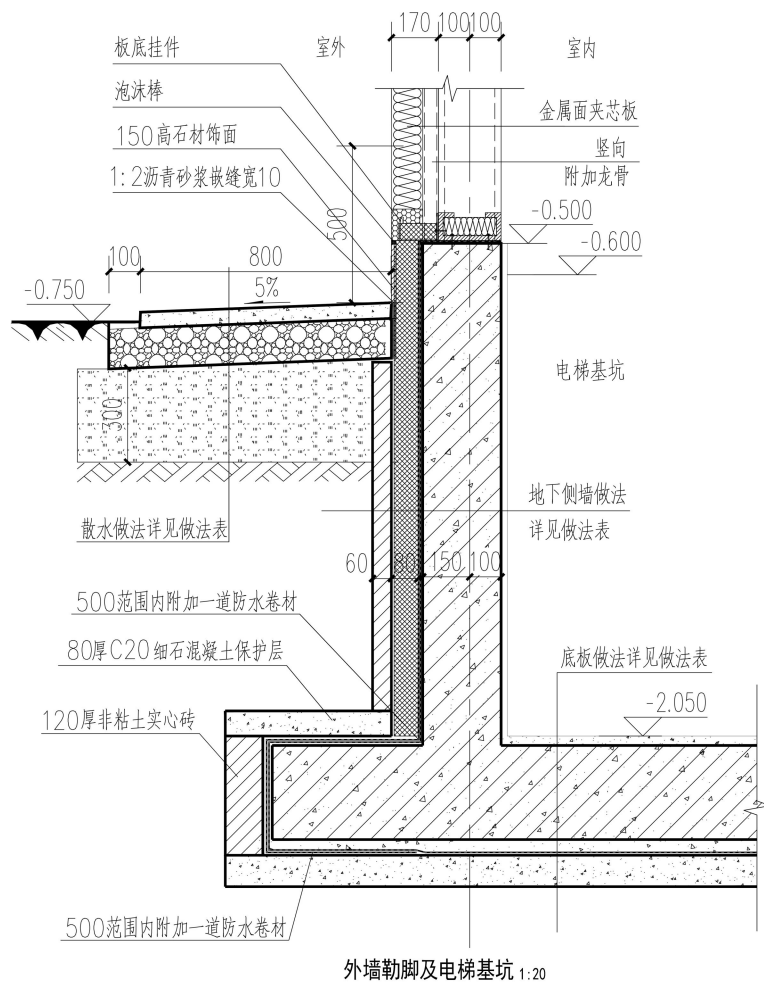 170 100 100
板底挂件
室外
室内
泡沫棒
金属面夹芯板
150高石材饰面
竖向
附加龙骨
1:2沥青砂浆嵌缝宽10
500
-0.500
-0.600
100
800
5%
-0.750
电梯基坑
300
地下侧墙做法
详见做法表
散水做法详见做法表
60 80 150 100
500范围内附加一道防水卷材
80厚C20细石混凝土保护层
底板做法详见做法表
-2.050
120厚非粘土实心砖
500范围内附加一道防水卷材
外墙勒脚及电梯基坑 1:20